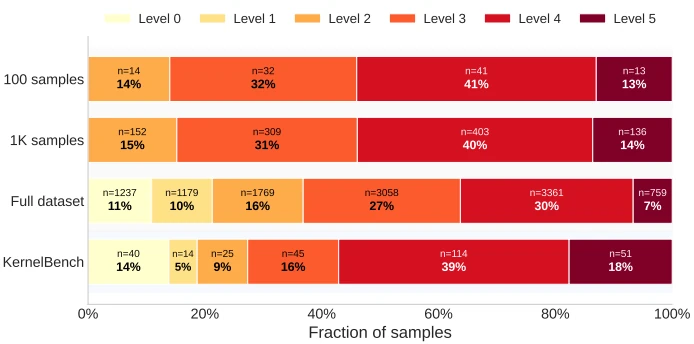 Level 0 Level 1 Level 2 Level 3 Level 4 Level 5
100 samples
n=14 n=32 n=41 n=13
14% 32% 41% 13%
1K samples
n=152 n=309 n=403 n=136
15% 31% 40% 14%
Full dataset
n=1237 n=1179 n=1769 n=3058 n=3361 n=759
11% 10% 16% 27% 30% 7%
KernelBench
n=40 n=14 n=25 n=45 n=114 n=51
14% 5% 9% 16% 39% 18%
0% 20% 40% 60% 80% 100%
Fraction of samples